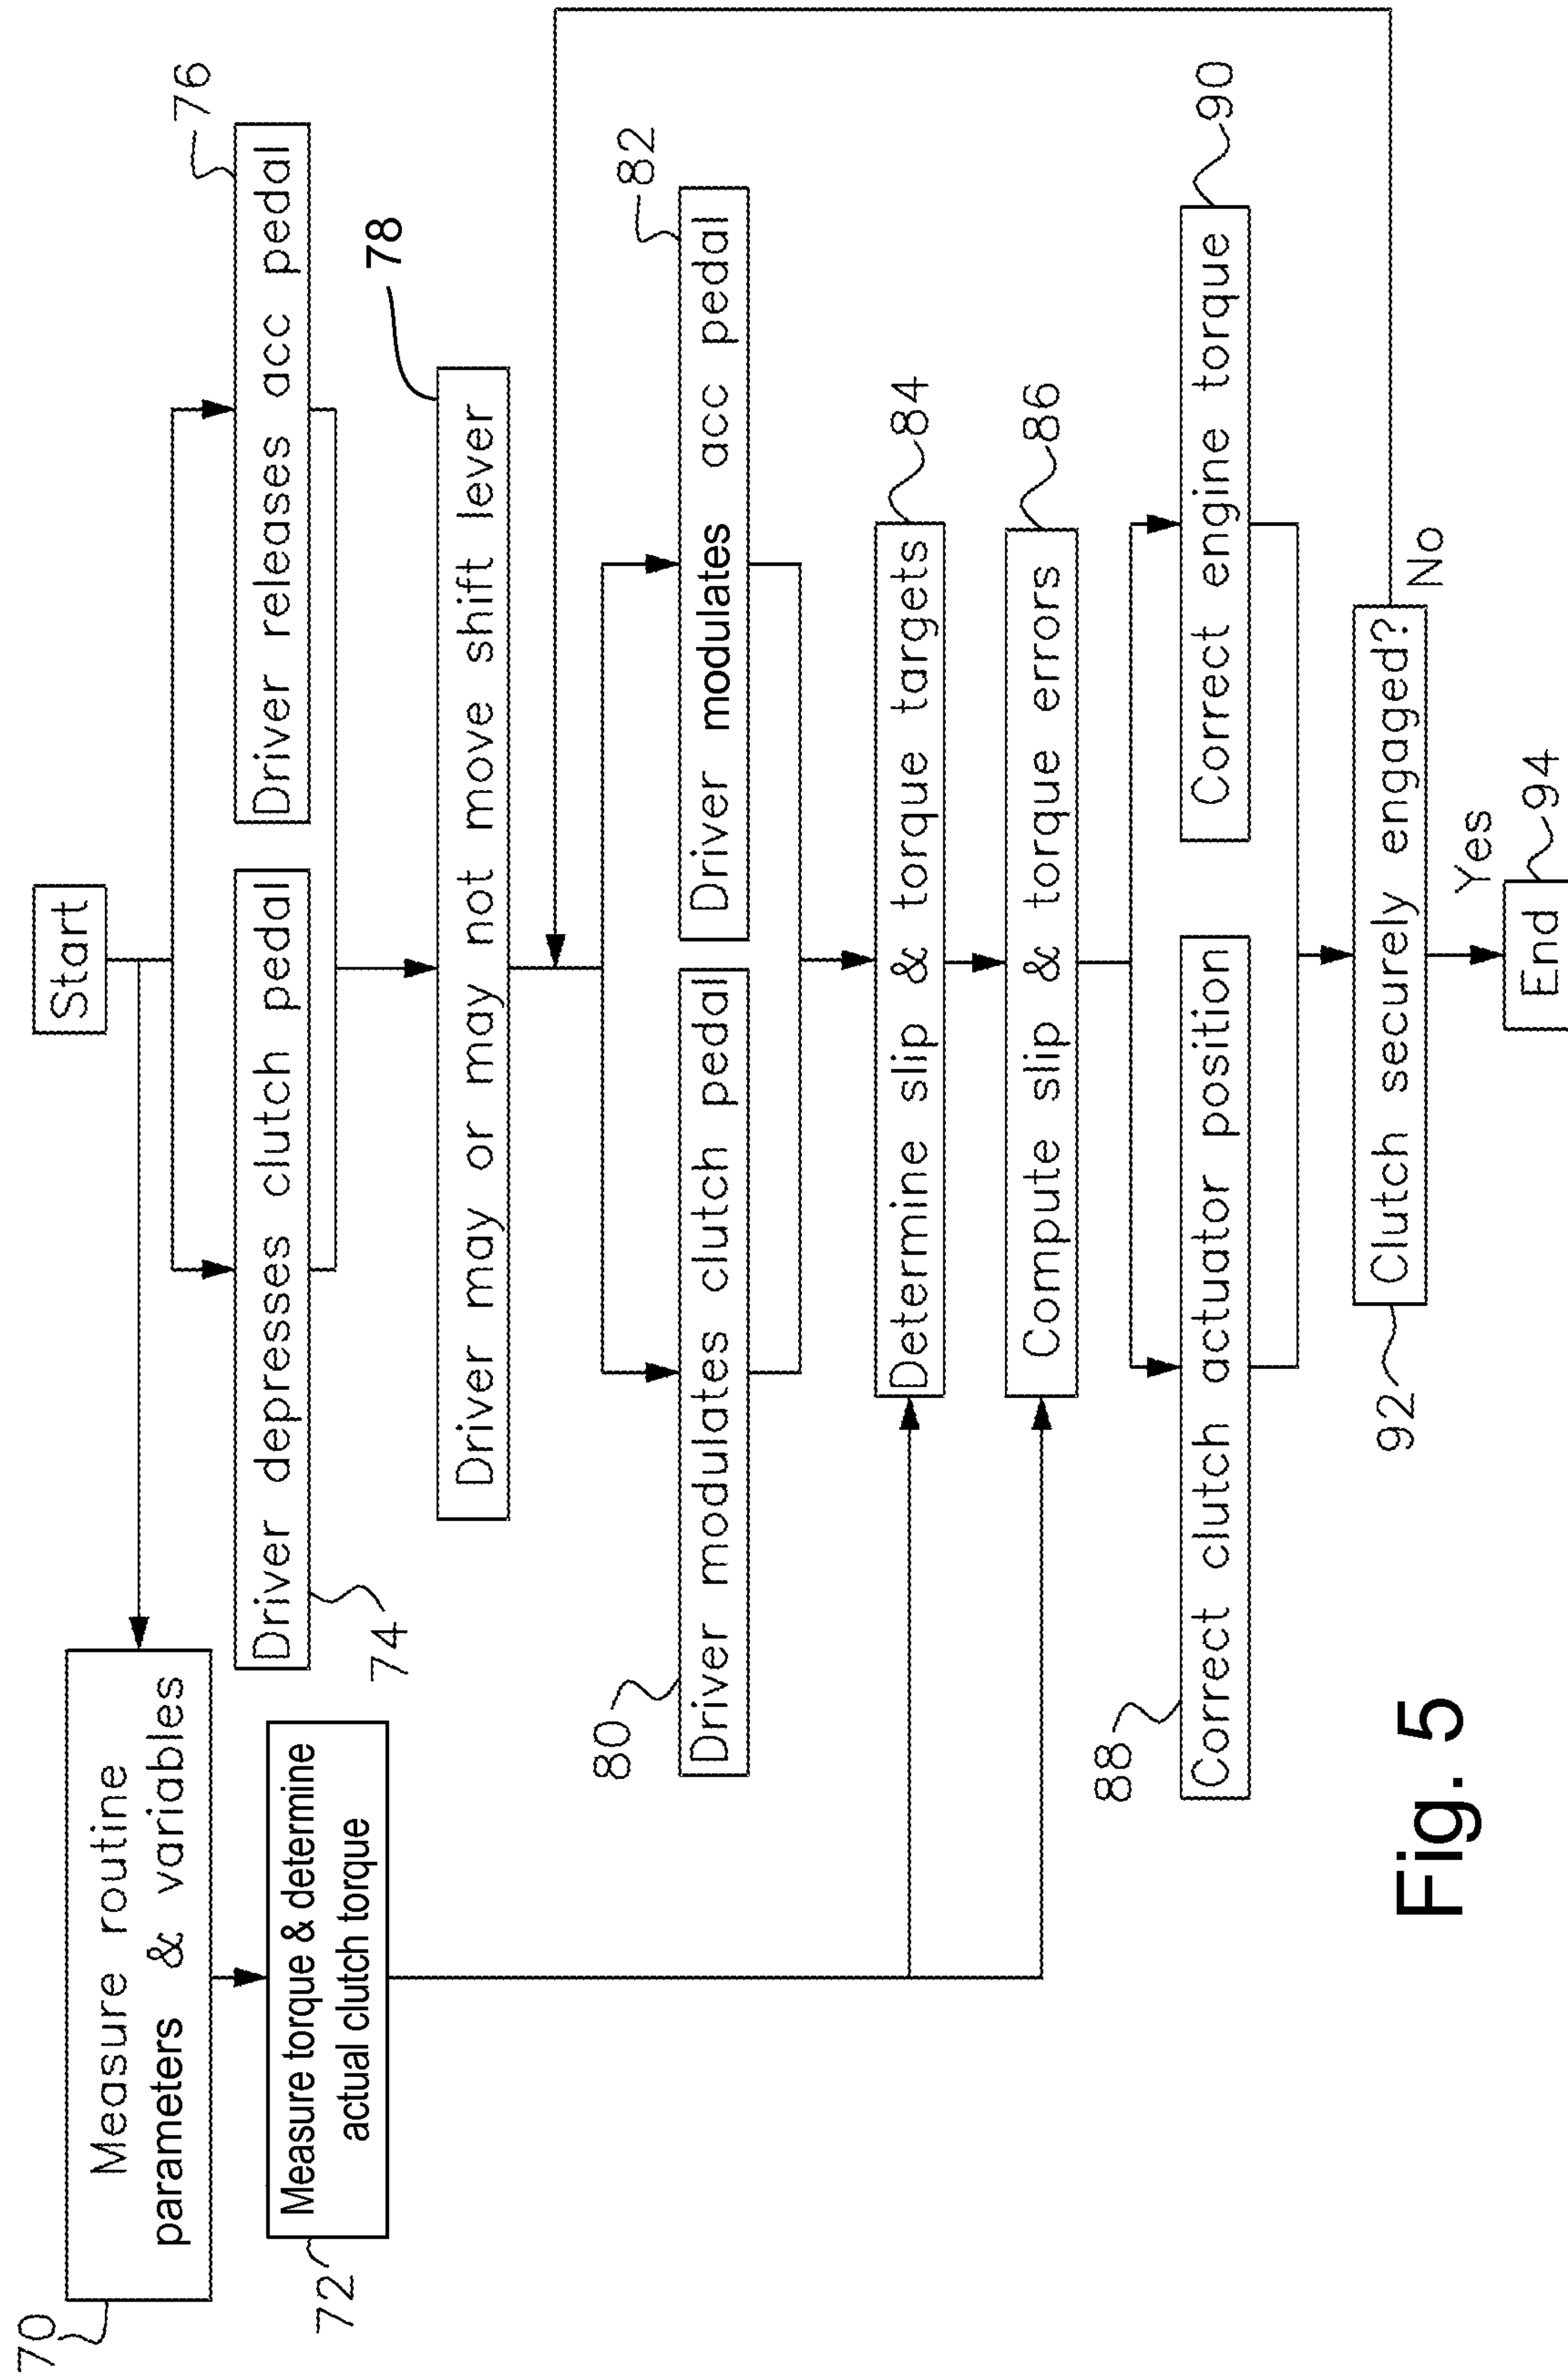 Start
70
Measure routine
parameters & variables
72
Measure torque & determine
actual clutch torque
74
Driver depresses clutch pedal
76
Driver releases acc pedal
78
Driver may or may not move shift lever
80
Driver modulates clutch pedal
82
Driver modulates acc pedal
84
Determine slip & torque targets
86
Compute slip & torque errors
88
Correct clutch actuator position
90
Correct engine torque
92
Clutch securely engaged?
No
Yes
End
94
Fig. 5